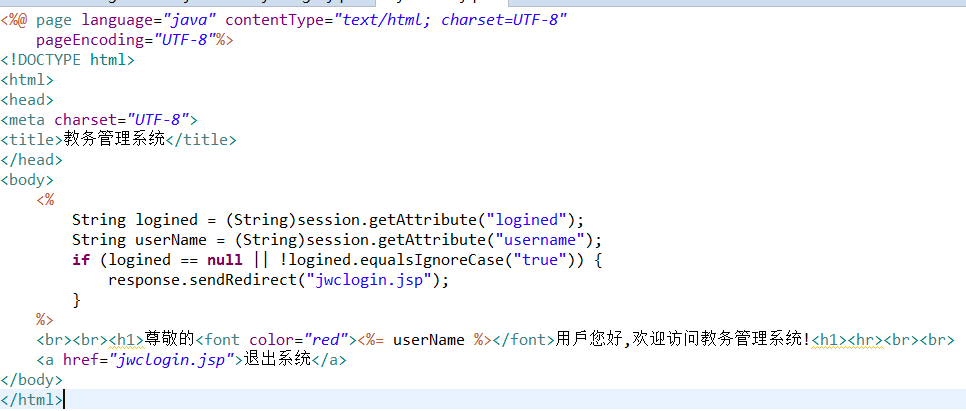 <%@ page language="java" contentType="text/html; charset=UTF-8"
    pageEncoding="UTF-8"%>
<!DOCTYPE html>
<html>
<head>
<meta charset="UTF-8">
<title>教务管理系统</title>
</head>
<body>
    <%
        String logined = (String)session.getAttribute("logined");
        String userName = (String)session.getAttribute("username");
        if (logined == null || !logined.equalsIgnoreCase("true")) {
            response.sendRedirect("jwclogin.jsp");
        }
    %>
    <br><br><h1>尊敬的<font color="red"><%= userName %></font>用戶您好,欢迎访问教务管理系统!<h1><hr><br><br>
    <a href="jwclogin.jsp">退出系统</a>
</body>
</html>